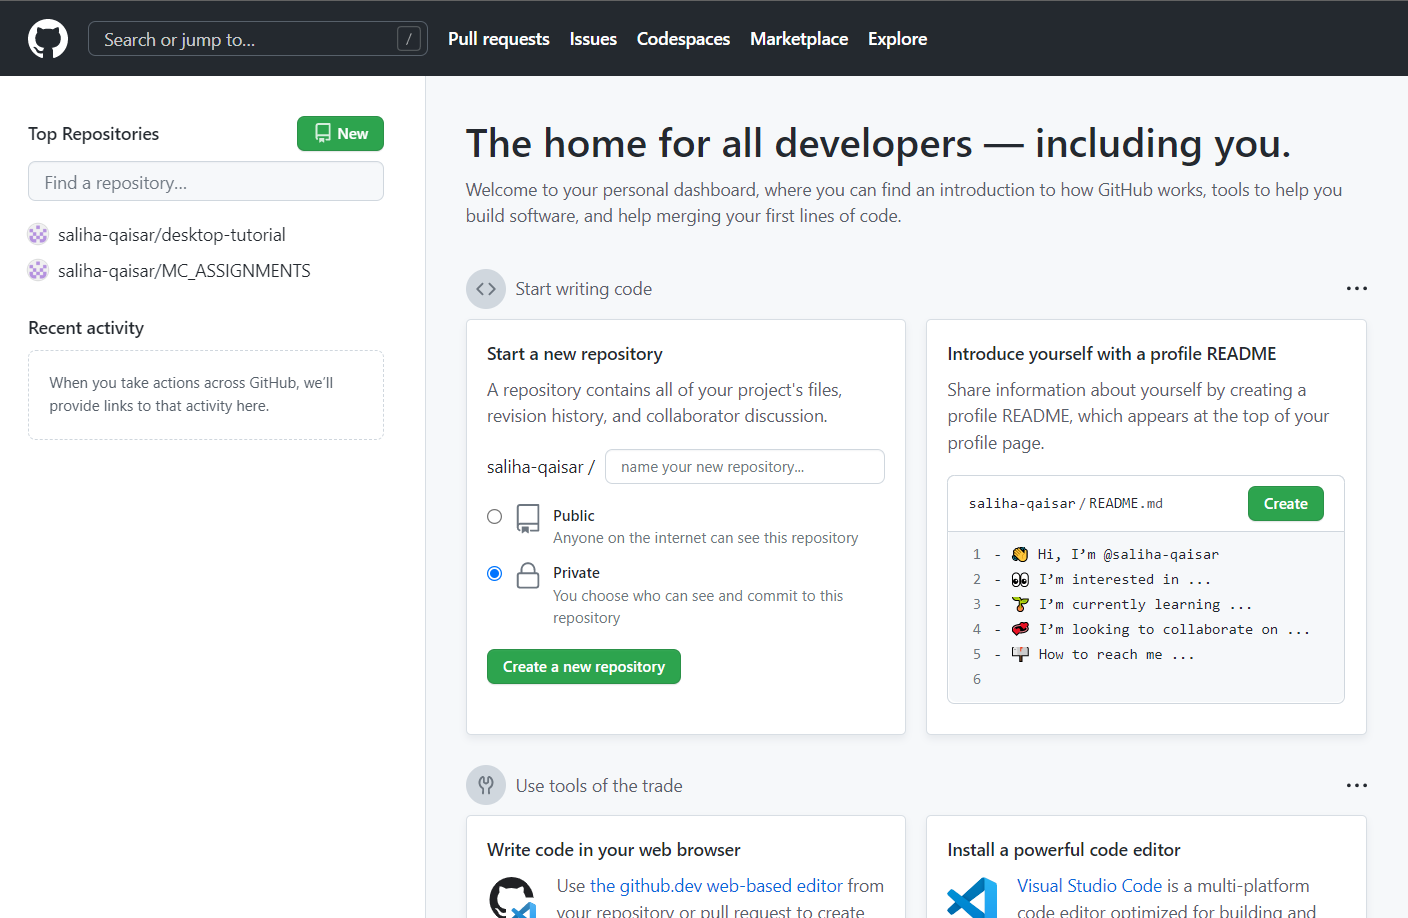 Search or jump to...
/
Pull requests
Issues
Codespaces
Marketplace
Explore
Top Repositories
New
Find a repository...
saliha-qaisar/desktop-tutorial
saliha-qaisar/MC_ASSIGNMENTS
Recent activity
When you take actions across GitHub, we’ll
provide links to that activity here.
The home for all developers — including you.
Welcome to your personal dashboard, where you can find an introduction to how GitHub works, tools to help you
build software, and help merging your first lines of code.
Start writing code
Start a new repository
A repository contains all of your project's files,
revision history, and collaborator discussion.
saliha-qaisar /
name your new repository...
Public
Anyone on the internet can see this repository
Private
You choose who can see and commit to this
repository
Create a new repository
Introduce yourself with a profile README
Share information about yourself by creating a
profile README, which appears at the top of your
profile page.
saliha-qaisar / README.md
Create
1 - 👋 Hi, I’m @saliha-qaisar
2 - 👀 I’m interested in ...
3 - 🌱 I’m currently learning ...
4 - 💞️ I’m looking to collaborate on ...
5 - 📫 How to reach me ...
6
Use tools of the trade
Write code in your web browser
Use the github.dev web-based editor from
your repository or pull request to create
Install a powerful code editor
Visual Studio Code is a multi-platform
code editor optimized for building and